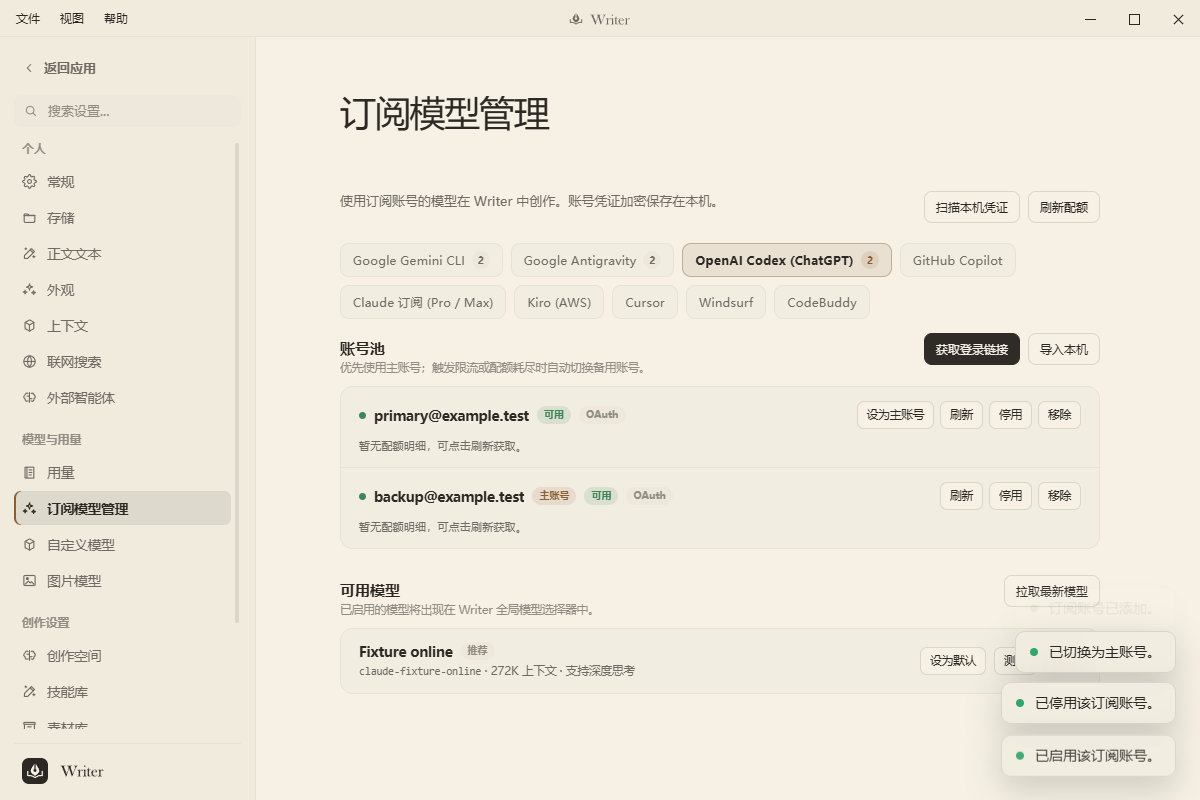 文件 视图 帮助
Writer
返回应用
搜索设置...
个人
常规
存储
正文文本
外观
上下文
联网搜索
外部智能体
模型与用量
用量
订阅模型管理
自定义模型
图片模型
创作设置
创作空间
技能库
素材库
Writer
订阅模型管理
使用订阅账号的模型在 Writer 中创作。账号凭证加密保存在本机。
扫描本机凭证 刷新配额
Google Gemini CLI 2 Google Antigravity 2 OpenAI Codex (ChatGPT) 2 GitHub Copilot
Claude 订阅 (Pro / Max) Kiro (AWS) Cursor Windsurf CodeBuddy
账号池
优先使用主账号；触发限流或配额耗尽时自动切换备用账号。
获取登录链接 导入本机
primary@example.test 可用 OAuth 设为主账号 刷新 停用 移除
暂无配额明细，可点击刷新获取。
backup@example.test 主账号 可用 OAuth 刷新 停用 移除
暂无配额明细，可点击刷新获取。
可用模型
已启用的模型将出现在 Writer 全局模型选择器中。
拉取最新模型
Fixture online 推荐 设为默认 测
claude-fixture-online · 272K 上下文 · 支持深度思考
订阅账号已添加。
已切换为主账号。
已停用该订阅账号。
已启用该订阅账号。